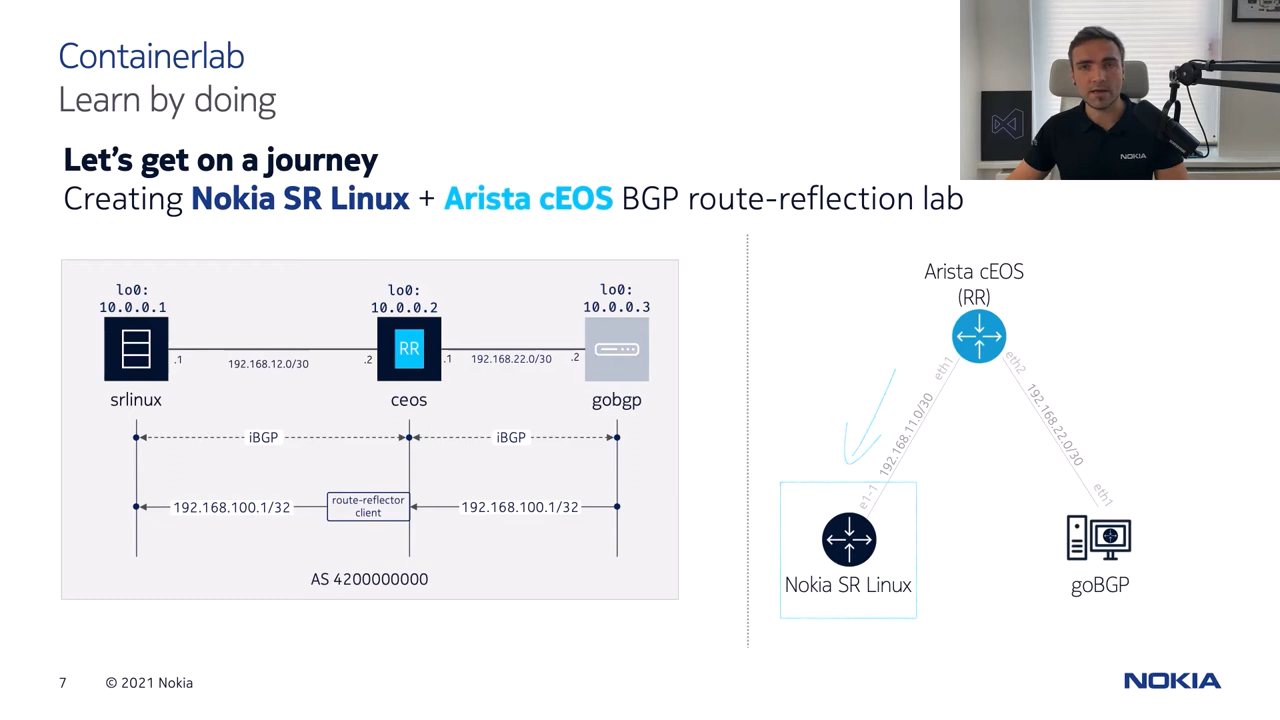 Containerlab
Learn by doing
Let's get on a journey
Creating Nokia SR Linux + Arista cEOS BGP route-reflection lab
NOKIA
lo0:
10.0.0.1
lo0:
10.0.0.2
lo0:
10.0.0.3
RR
.1
192.168.12.0/30
.2
.1
192.168.22.0/30
.2
srlinux
ceos
gobgp
iBGP
iBGP
192.168.100.1/32
route-reflector
client
192.168.100.1/32
AS 4200000000
Arista cEOS
(RR)
eth1
eth2
192.168.11.0/30
192.168.22.0/30
e1-1
eth1
Nokia SR Linux
goBGP
7
© 2021 Nokia
NOKIA